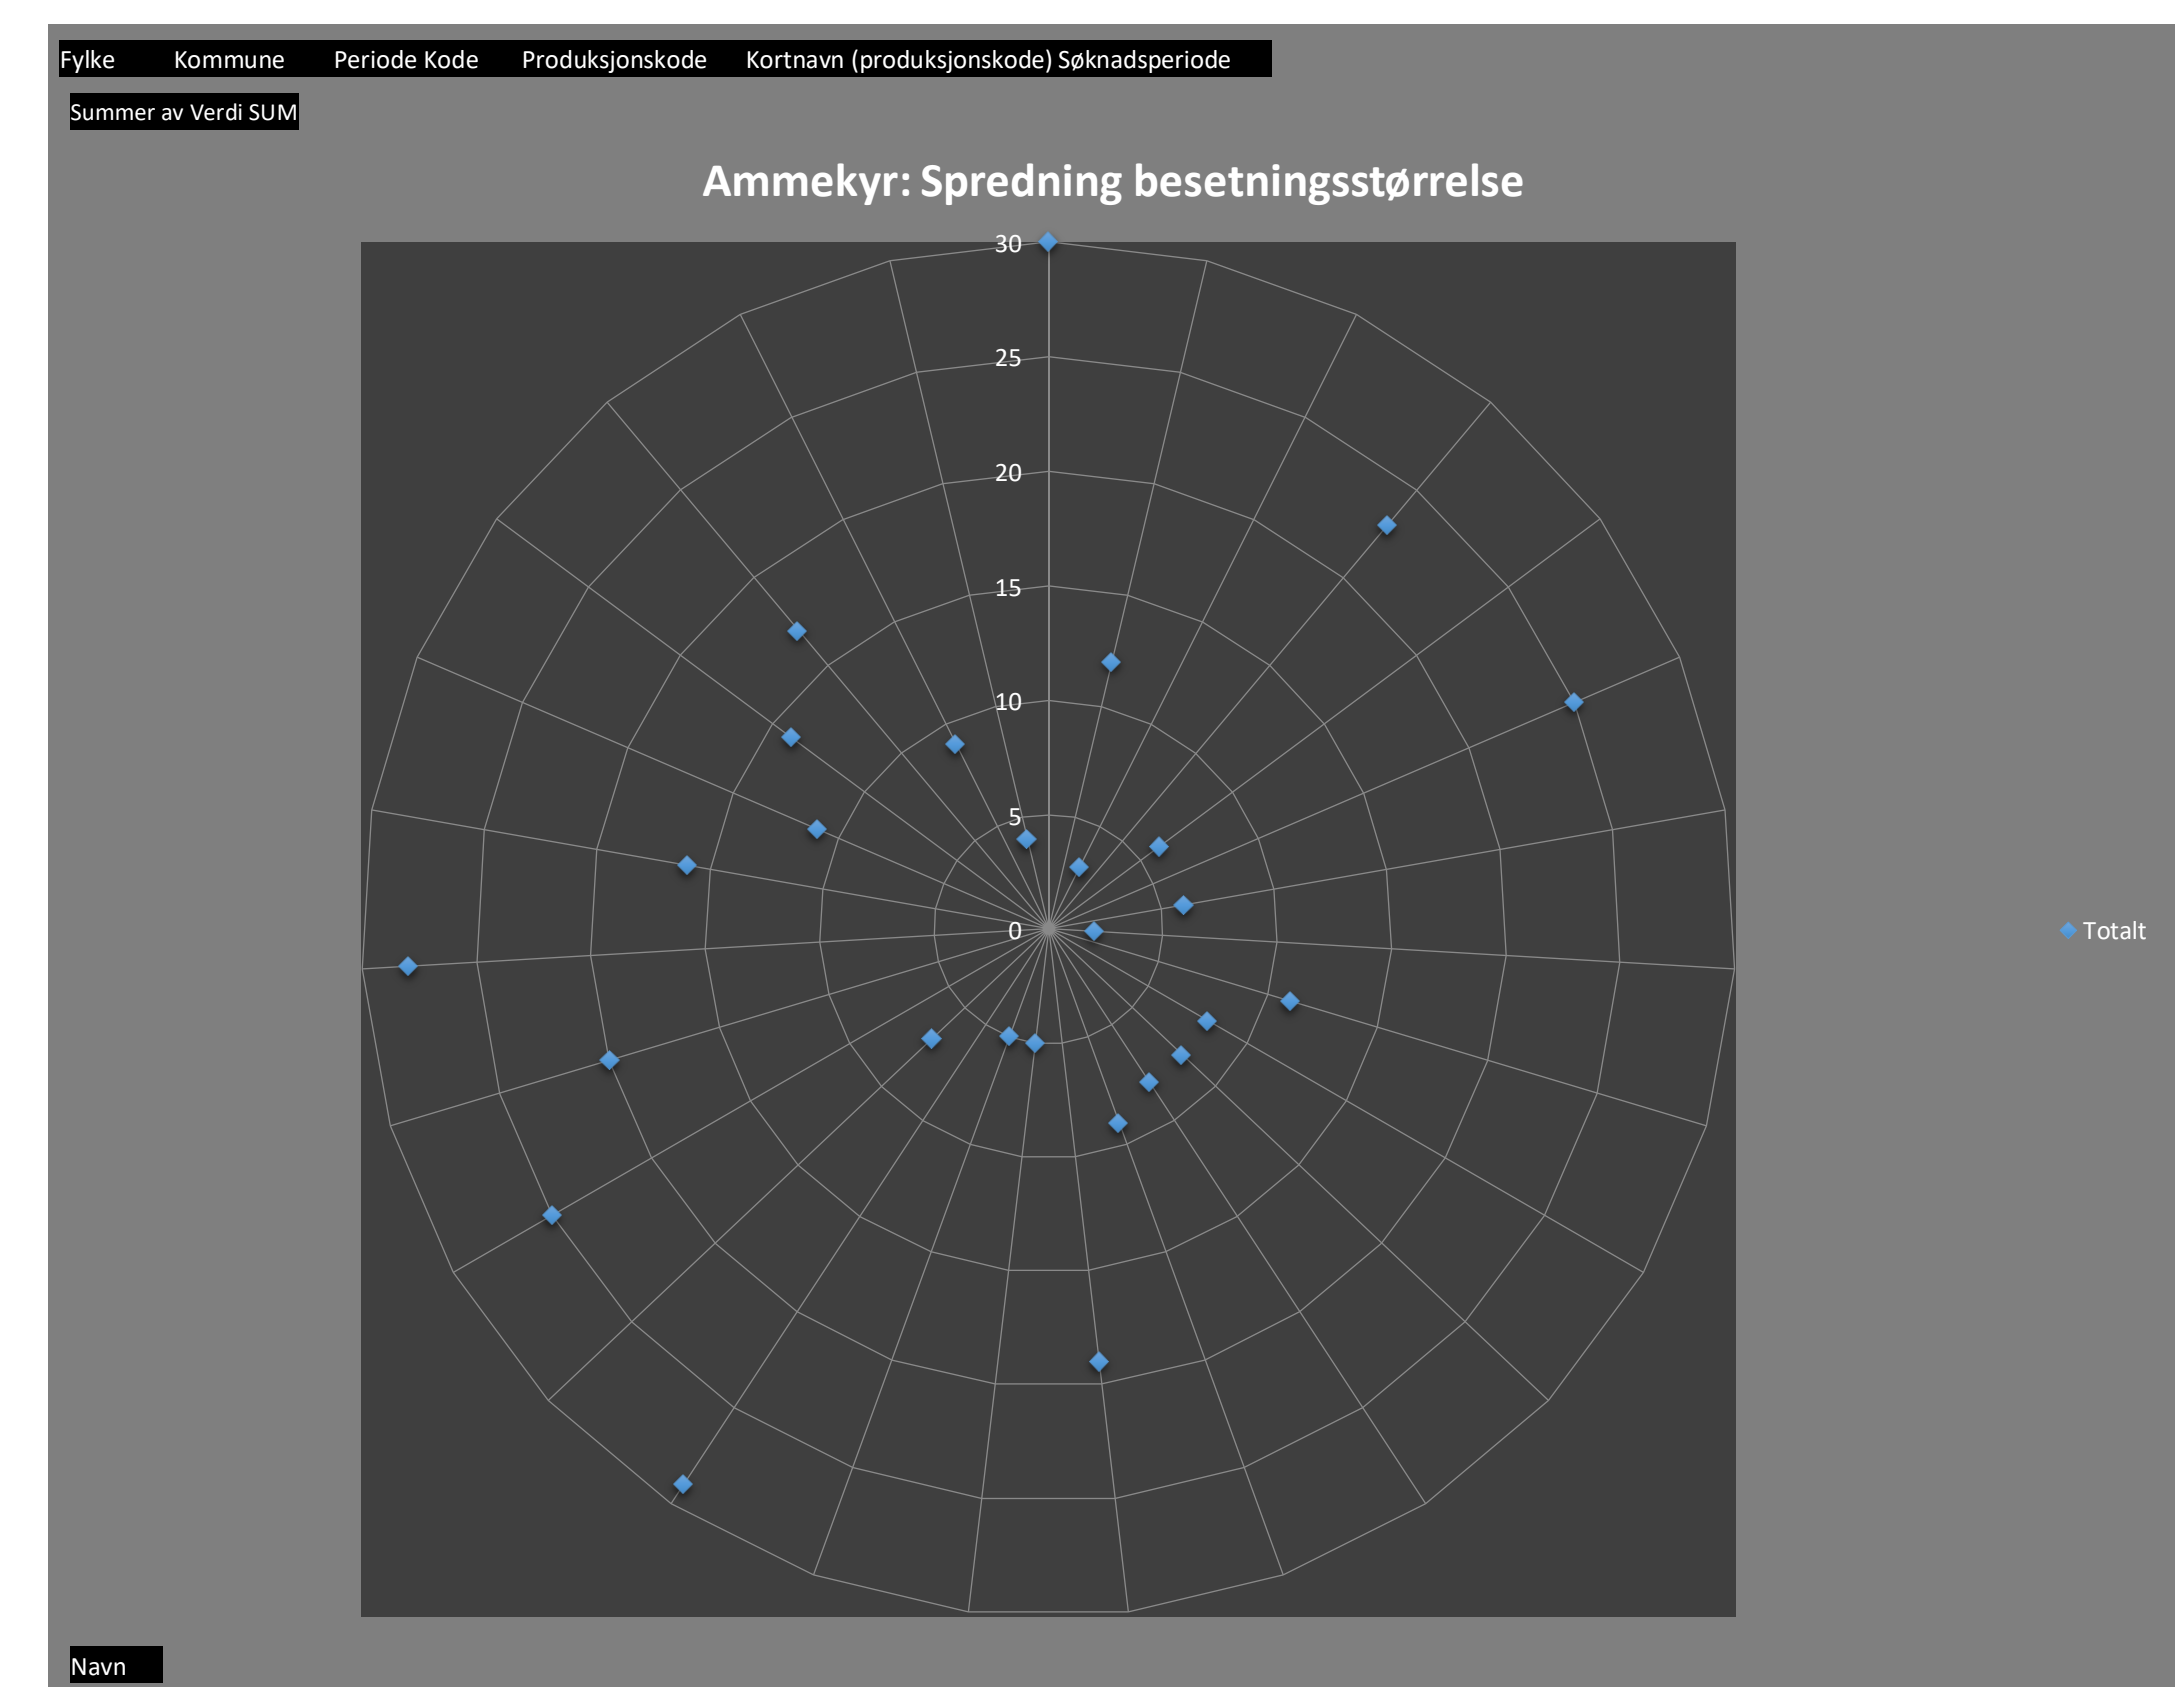 Fylke Kommune Periode Kode Produksjonskode Kortnavn (produksjonskode) Søknadsperiode
Summer av Verdi SUM
Ammekyr: Spredning besetningsstørrelse
30
25
20
15
10
5
0
Totalt
Navn